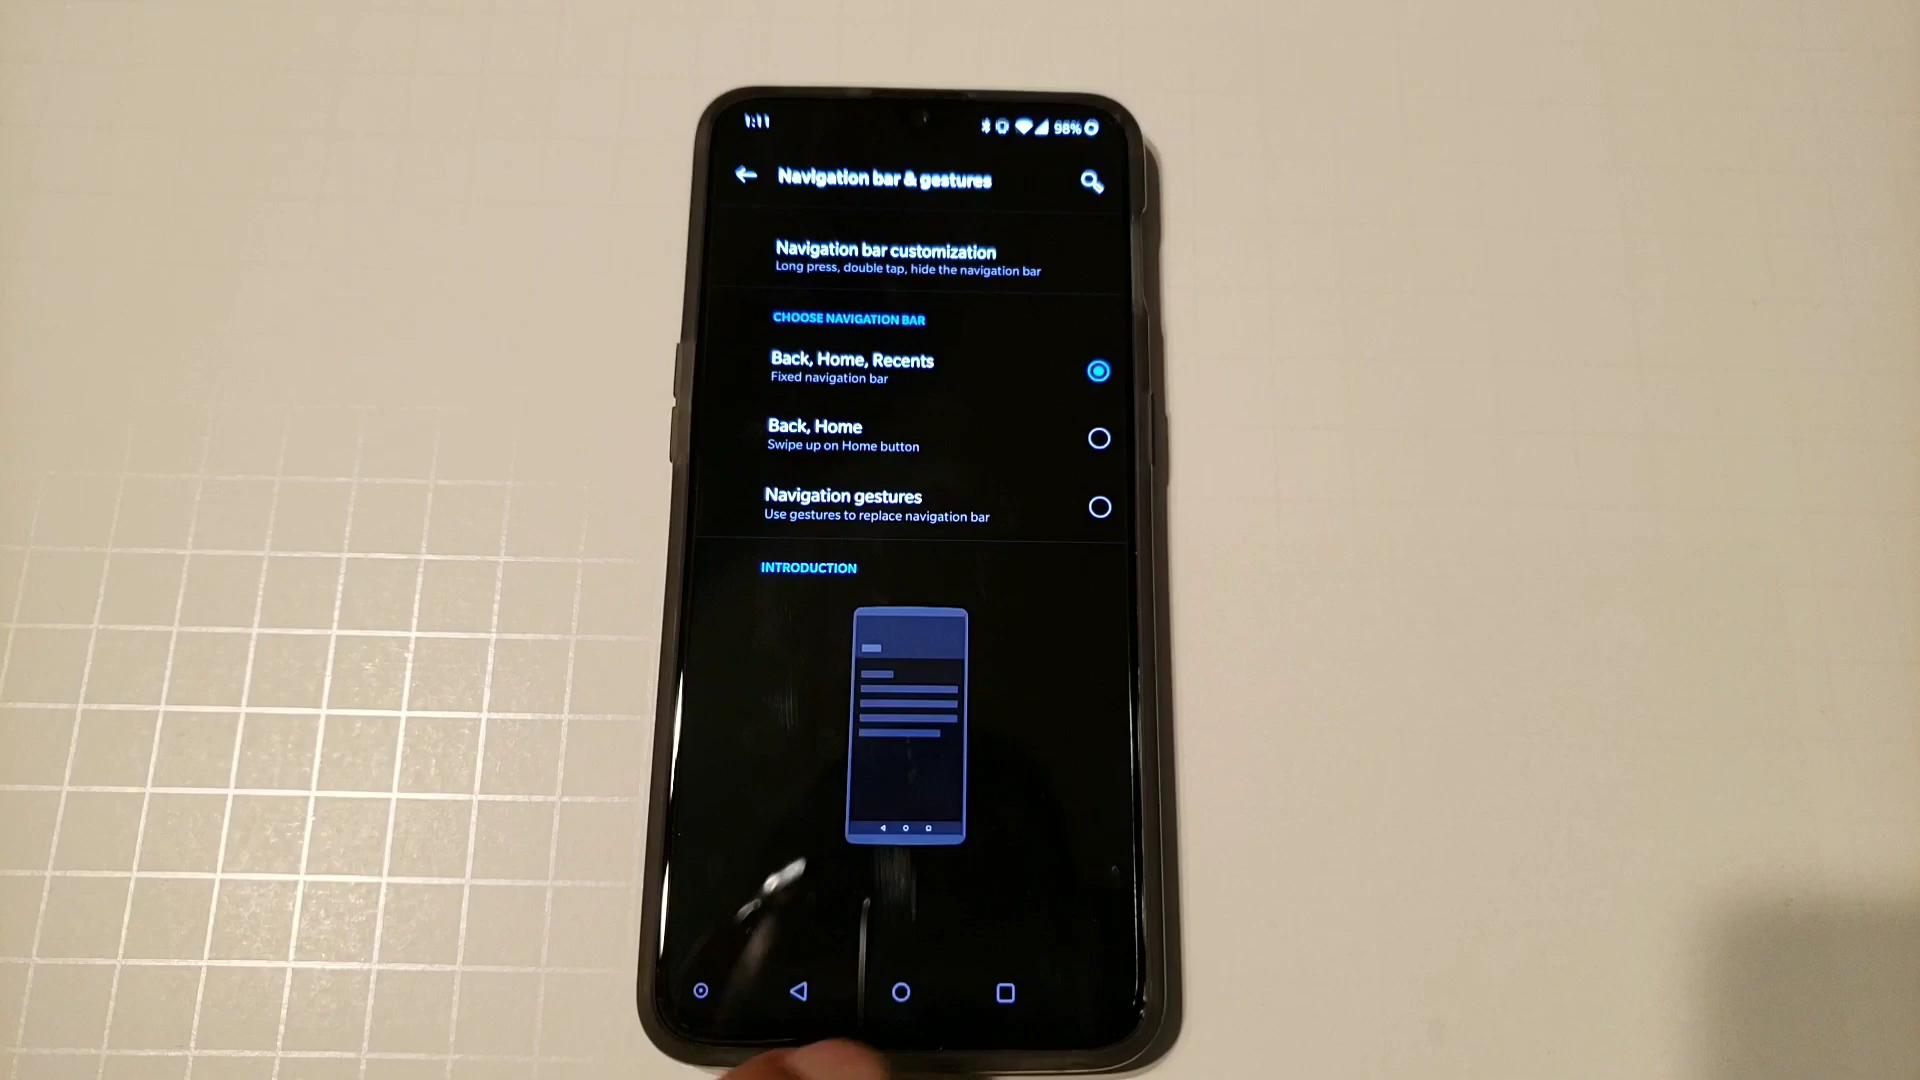 1:11 98%
Navigation bar & gestures
Navigation bar customization
Long press, double tap, hide the navigation bar
CHOOSE NAVIGATION BAR
Back, Home, Recents
Fixed navigation bar
Back, Home
Swipe up on Home button
Navigation gestures
Use gestures to replace navigation bar
INTRODUCTION